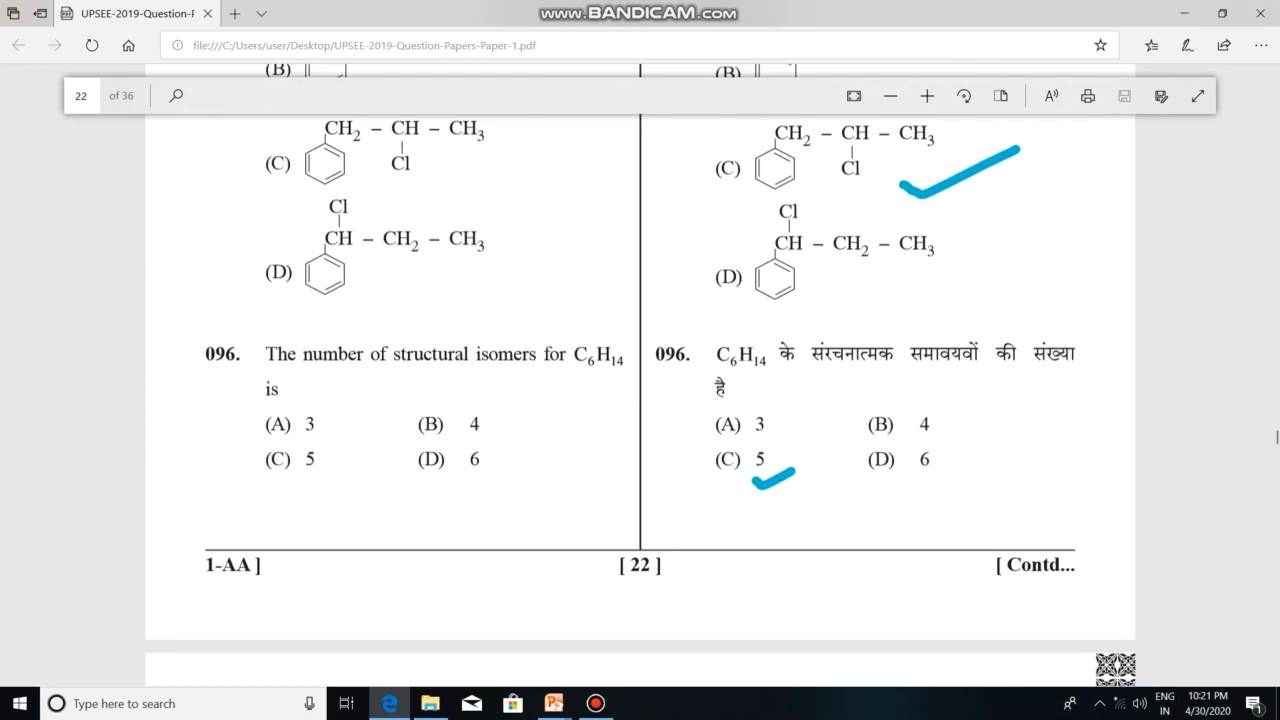 www.BANDICAM.com
UPSEE-2019-Question-P
file:///C:/Users/user/Desktop/UPSEE-2019-Question-Papers-Paper-1.pdf
22 of 36
(B)
CH2 – CH – CH3
(C) Cl
Cl
CH – CH2 – CH3
(D)
096. The number of structural isomers for C6H14
is
(A) 3 (B) 4
(C) 5 (D) 6
(B)
CH2 – CH – CH3
(C) Cl
Cl
CH – CH2 – CH3
(D)
096. C6H14 के संरचनात्मक समावयवों की संख्या
है
(A) 3 (B) 4
(C) 5 (D) 6
1-AA ] [ 22 ] [ Contd...
Type here to search
ENG
IN
10:21 PM
4/30/2020
1